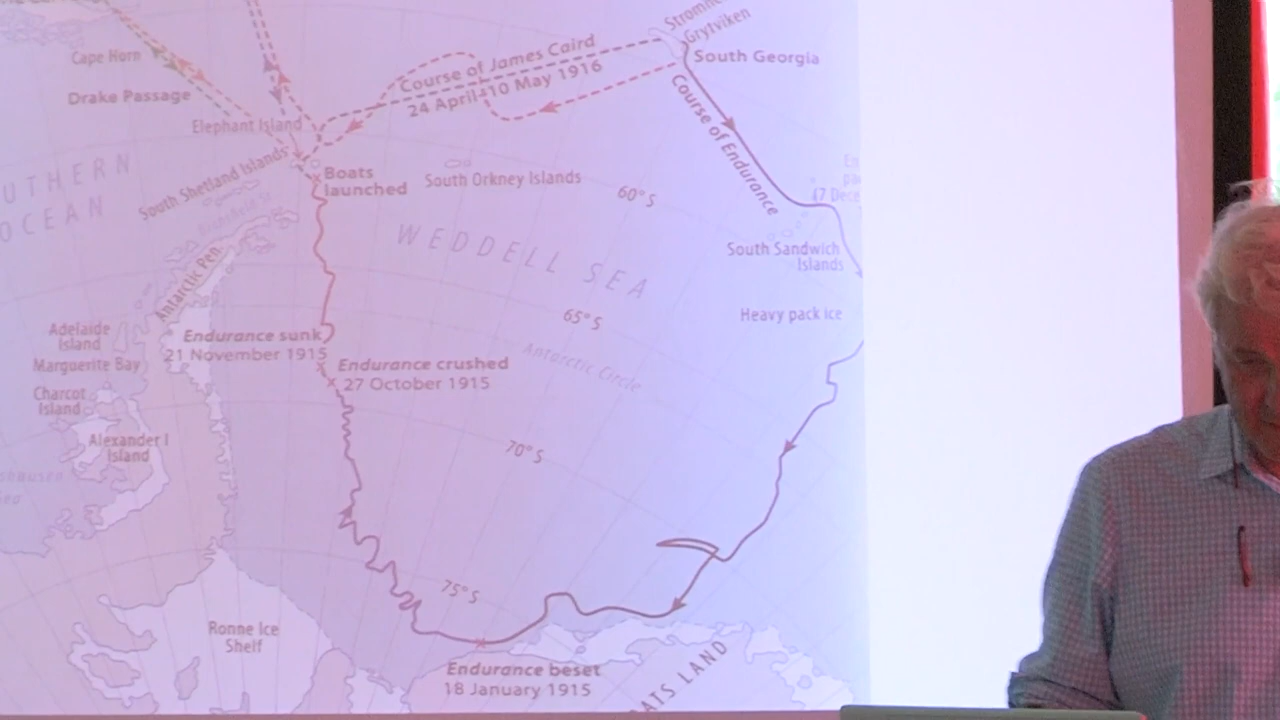 Grytviken
South Georgia
Cape Horn
Course of James Caird
24 April-10 May 1916
Drake Passage
Elephant Island
Course of Endurance
South Shetland Islands
Boats
launched
South Orkney Islands
60° S
OCEAN
WEDDELL SEA
South Sandwich
Islands
Antarctic Pen.
65° S
Heavy pack ice
Adelaide
Island
Endurance sunk
21 November 1915
Marguerite Bay
Endurance crushed
27 October 1915
Antarctic Circle
Charcot
Island
Alexander I
Island
70° S
75° S
Ronne Ice
Shelf
Endurance beset
18 January 1915
LAND